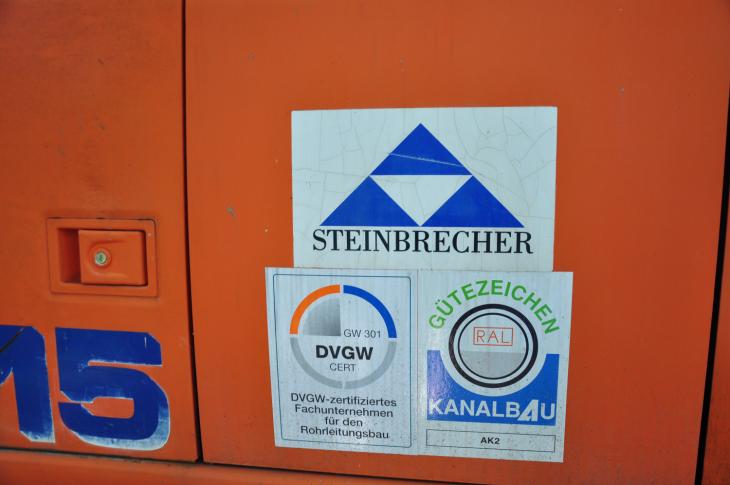 STEINBRECHER
GW 301
DVGW
CERT
DVGW-zertifiziertes
Fachunternehmen
für den
Rohrleitungsbau
GÜTEZEICHEN
RAL
KANALBAU
AK2
15